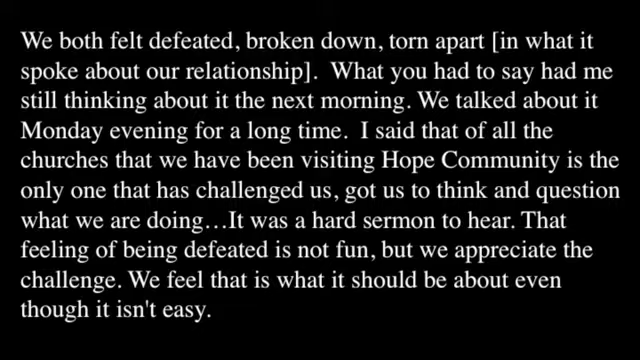 We both felt defeated, broken down, torn apart [in what it
spoke about our relationship].  What you had to say had me
still thinking about it the next morning. We talked about it
Monday evening for a long time.  I said that of all the
churches that we have been visiting Hope Community is the
only one that has challenged us, got us to think and question
what we are doing…It was a hard sermon to hear. That
feeling of being defeated is not fun, but we appreciate the
challenge. We feel that is what it should be about even
though it isn't easy.